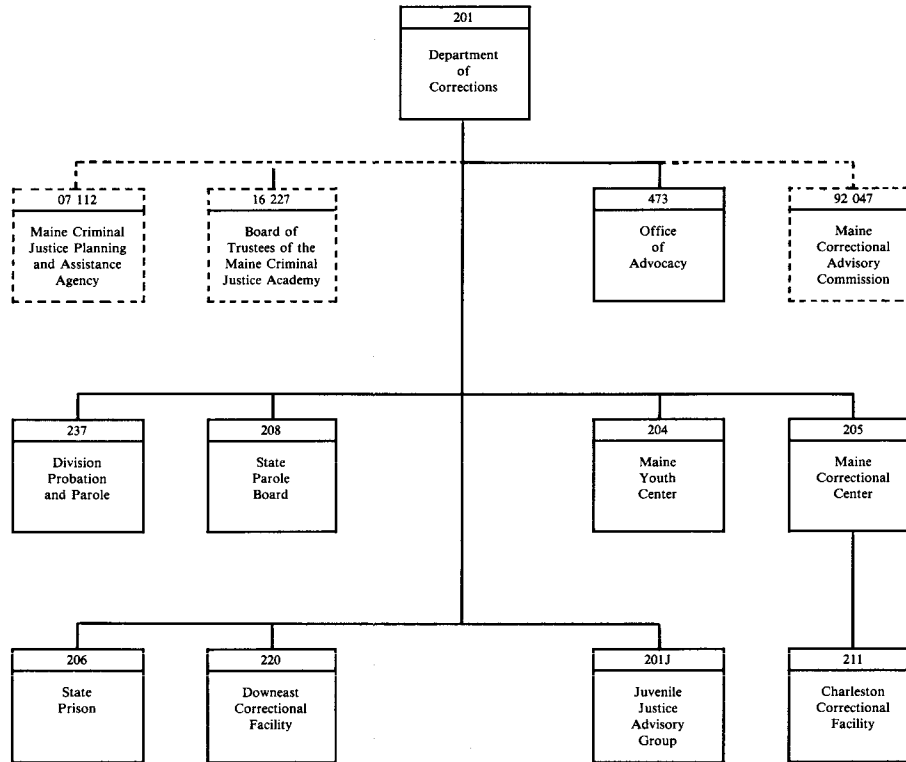 201
Department
of
Corrections
07 112
Maine Criminal
Justice Planning
and Assistance
Agency
16 227
Board of
Trustees of the
Maine Criminal
Justice Academy
473
Office
of
Advocacy
92 047
Maine
Correctional
Advisory
Commission
237
Division
Probation
and Parole
208
State
Parole
Board
204
Maine
Youth
Center
205
Maine
Correctional
Center
206
State
Prison
220
Downeast
Correctional
Facility
201J
Juvenile
Justice
Advisory
Group
211
Charleston
Correctional
Facility